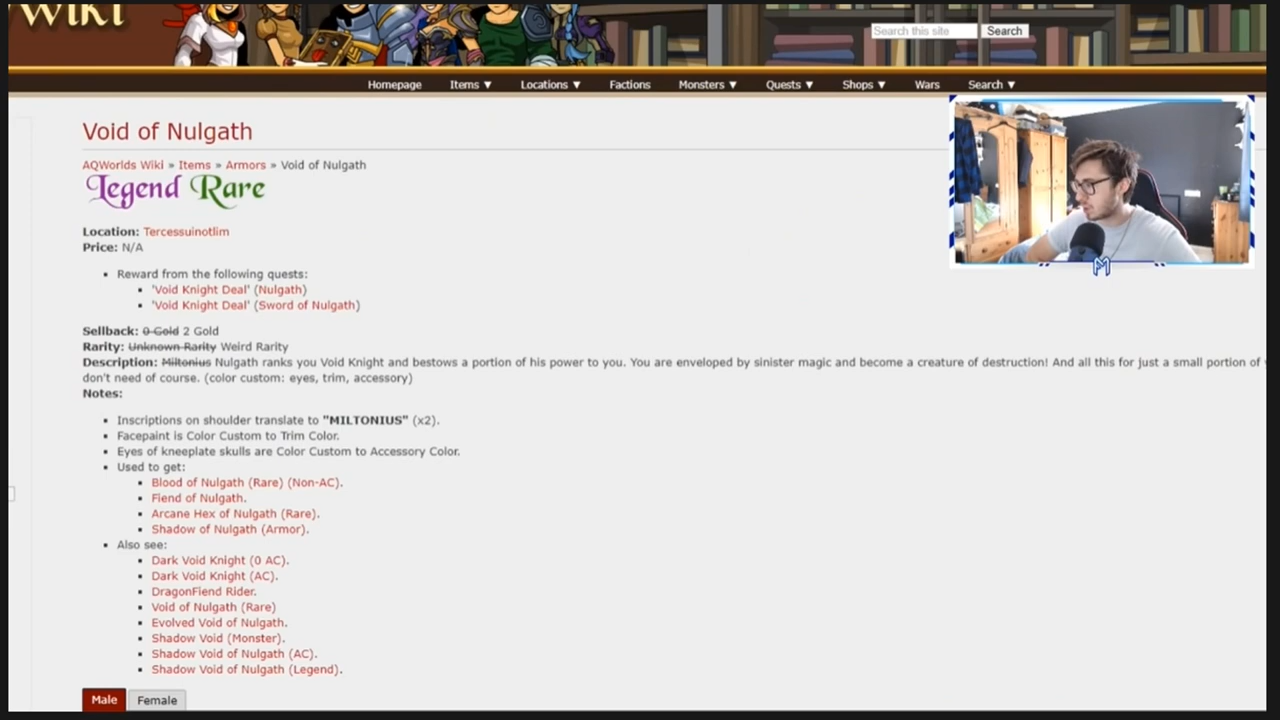 Wiki
Search this site Search
Homepage Items ▼ Locations ▼ Factions Monsters ▼ Quests ▼ Shops ▼ Wars Search ▼
Void of Nulgath
AQWorlds Wiki » Items » Armors » Void of Nulgath
Legend Rare
Location: Tercessuinotlim
Price: N/A
Reward from the following quests:
'Void Knight Deal' (Nulgath)
'Void Knight Deal' (Sword of Nulgath)
Sellback: 0 Gold 2 Gold
Rarity: Unknown Rarity Weird Rarity
Description: Miltonius Nulgath ranks you Void Knight and bestows a portion of his power to you. You are enveloped by sinister magic and become a creature of destruction! And all this for just a small portion of
don't need of course. (color custom: eyes, trim, accessory)
Notes:
Inscriptions on shoulder translate to "MILTONIUS" (x2).
Facepaint is Color Custom to Trim Color.
Eyes of kneeplate skulls are Color Custom to Accessory Color.
Used to get:
Blood of Nulgath (Rare) (Non-AC).
Fiend of Nulgath.
Arcane Hex of Nulgath (Rare).
Shadow of Nulgath (Armor).
Also see:
Dark Void Knight (0 AC).
Dark Void Knight (AC).
DragonFiend Rider.
Void of Nulgath (Rare)
Evolved Void of Nulgath.
Shadow Void (Monster).
Shadow Void of Nulgath (AC).
Shadow Void of Nulgath (Legend).
Male Female